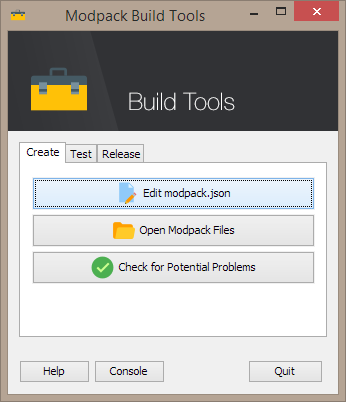 Modpack Build Tools
Build Tools
Create Test Release
Edit modpack.json
Open Modpack Files
Check for Potential Problems
Help Console Quit